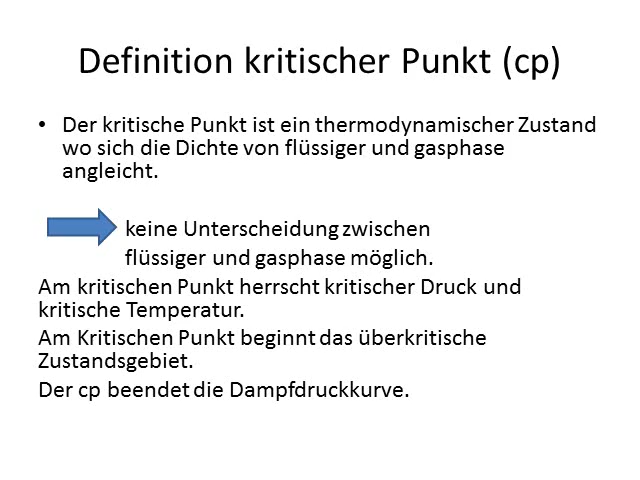 Definition kritischer Punkt (cp)
• Der kritische Punkt ist ein thermodynamischer Zustand
wo sich die Dichte von flüssiger und gasphase
angleicht.
keine Unterscheidung zwischen
flüssiger und gasphase möglich.
Am kritischen Punkt herrscht kritischer Druck und
kritische Temperatur.
Am Kritischen Punkt beginnt das überkritische
Zustandsgebiet.
Der cp beendet die Dampfdruckkurve.